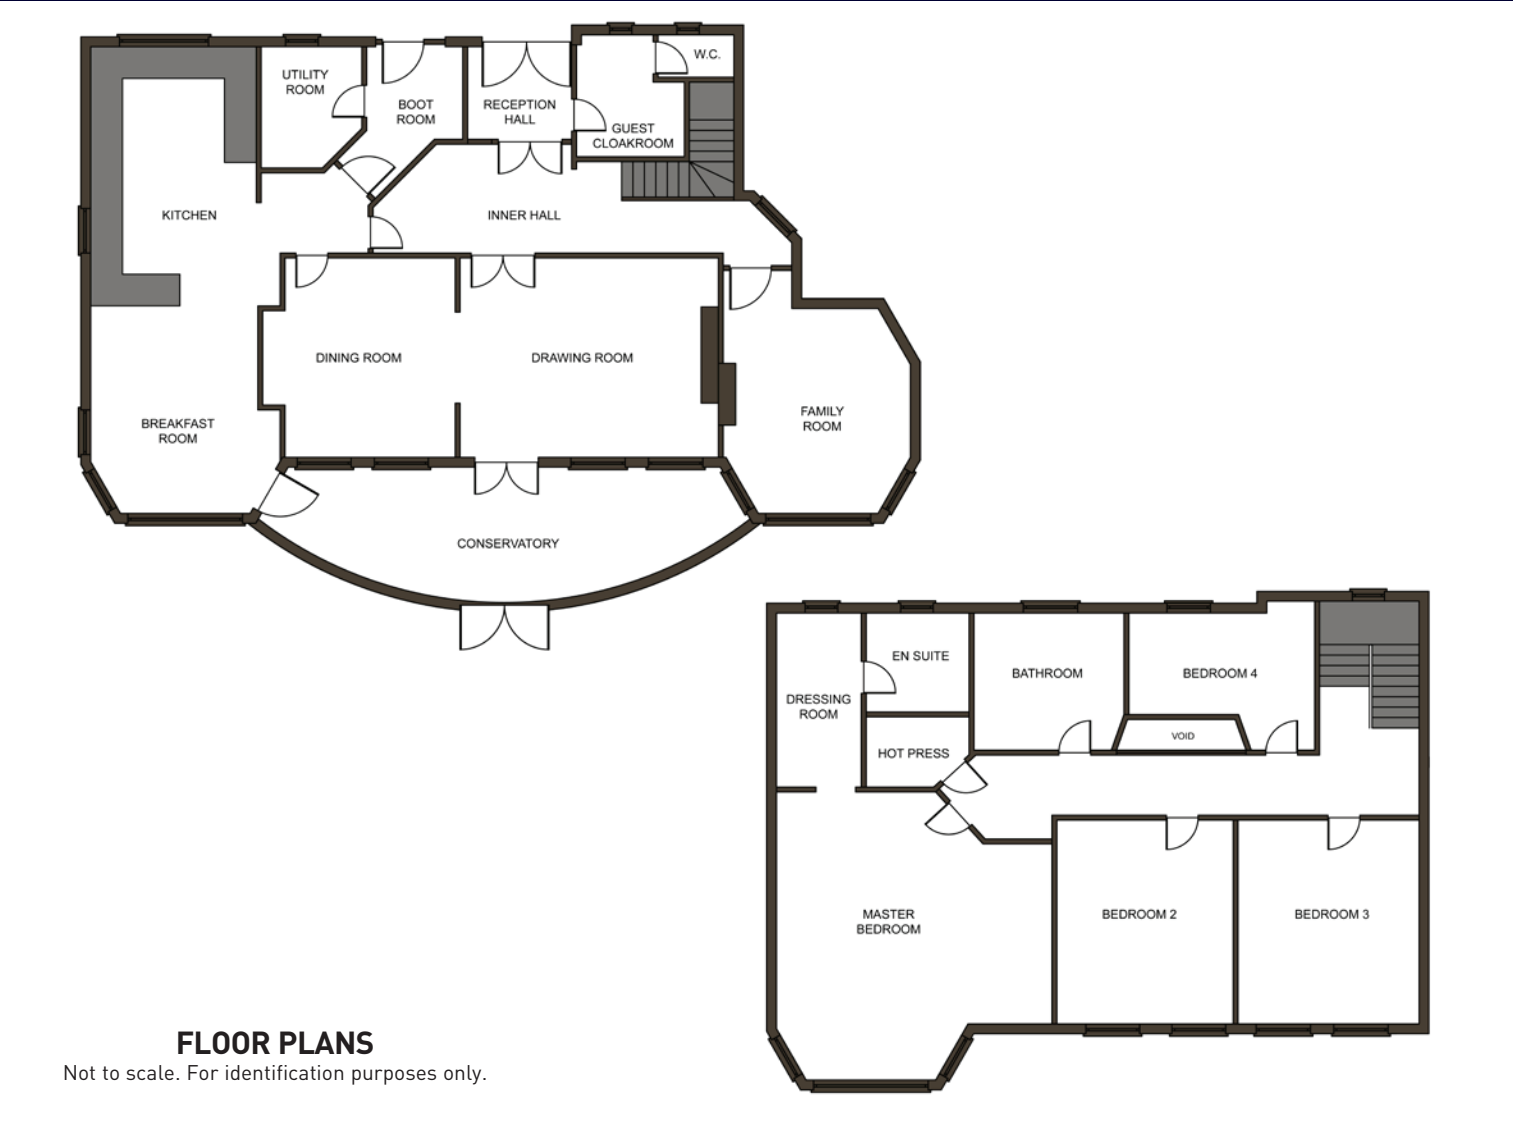 W.C.
UTILITY
ROOM
BOOT
ROOM
RECEPTION
HALL
GUEST
CLOAKROOM
KITCHEN
INNER HALL
DINING ROOM
DRAWING ROOM
BREAKFAST
ROOM
FAMILY
ROOM
CONSERVATORY
EN SUITE
BATHROOM
BEDROOM 4
DRESSING
ROOM
HOT PRESS
VOID
MASTER
BEDROOM
BEDROOM 2
BEDROOM 3
FLOOR PLANS
Not to scale. For identification purposes only.